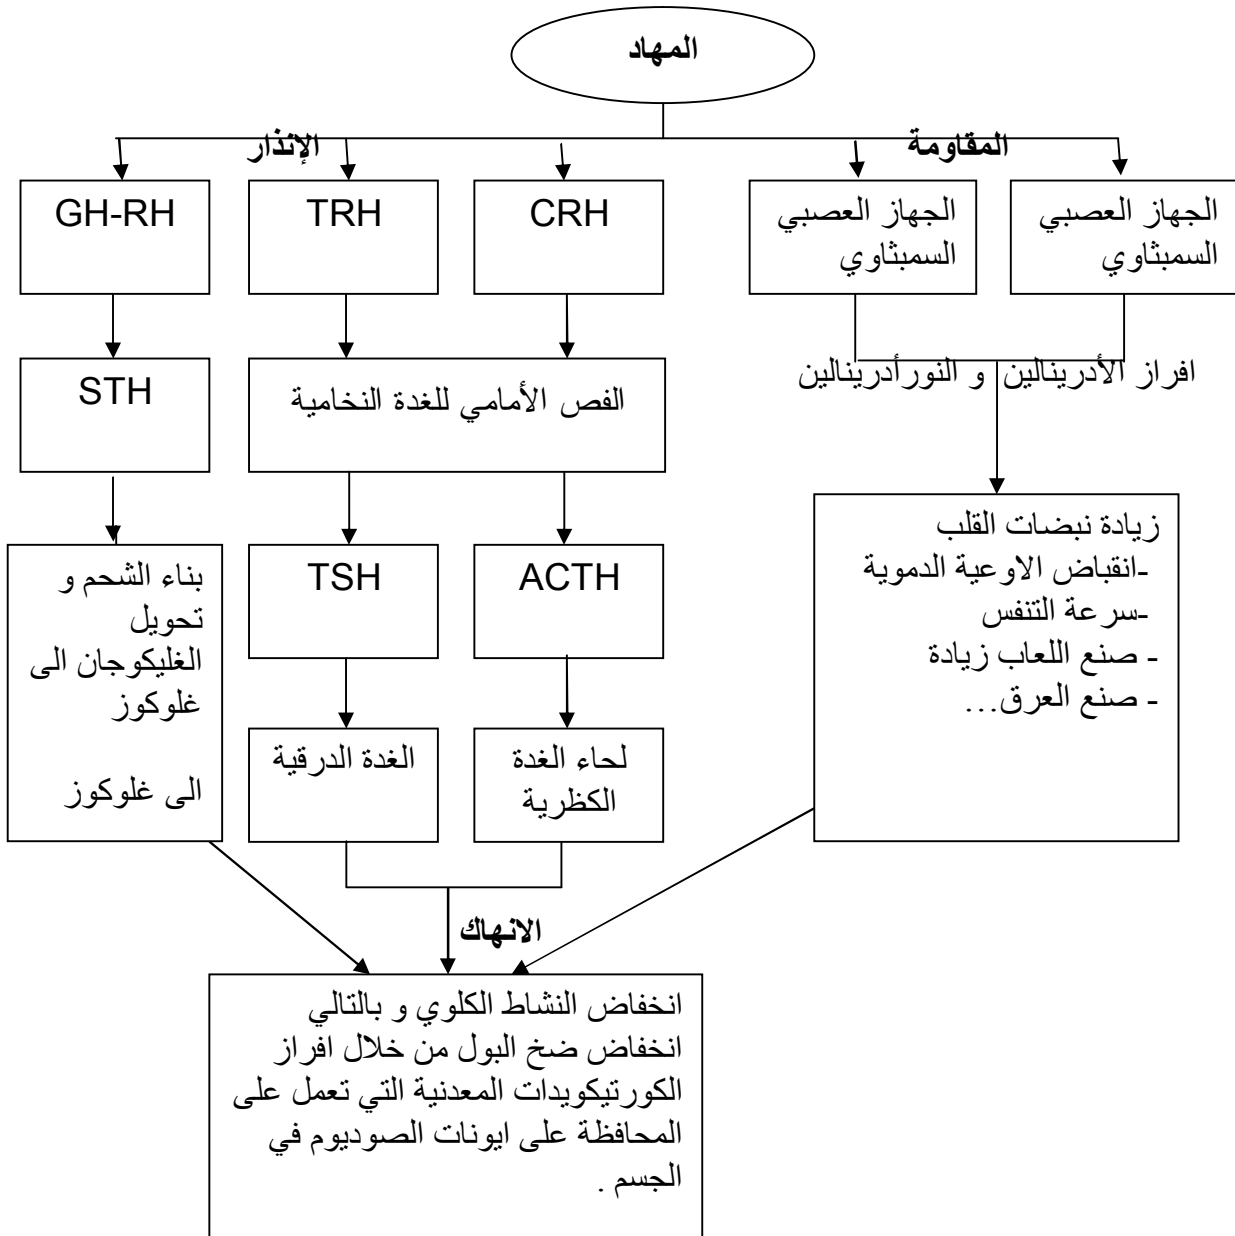 المهاد
المقاومة
الإنذار
الجهاز العصبي
السمبثاوي
الجهاز العصبي
السمبثاوي
CRH
TRH
GH-RH
افراز الأدرينالين و النورأدرينالين
الفص الأمامي للغدة النخامية
STH
زيادة نبضات القلب
-انقباض الاوعية الدموية
-سرعة التنفس
- صنع اللعاب زيادة
- صنع العرق...
ACTH
TSH
بناء الشحم و
تحويل
الغليكوجان الى
غلوكوز
الى غلوكوز
لحاء الغدة
الكظرية
الغدة الدرقية
الانهاك
انخفاض النشاط الكلوي و بالتالي
انخفاض ضخ البول من خلال افراز
الكورتيكويدات المعدنية التي تعمل على
المحافظة على ايونات الصوديوم في
الجسم .